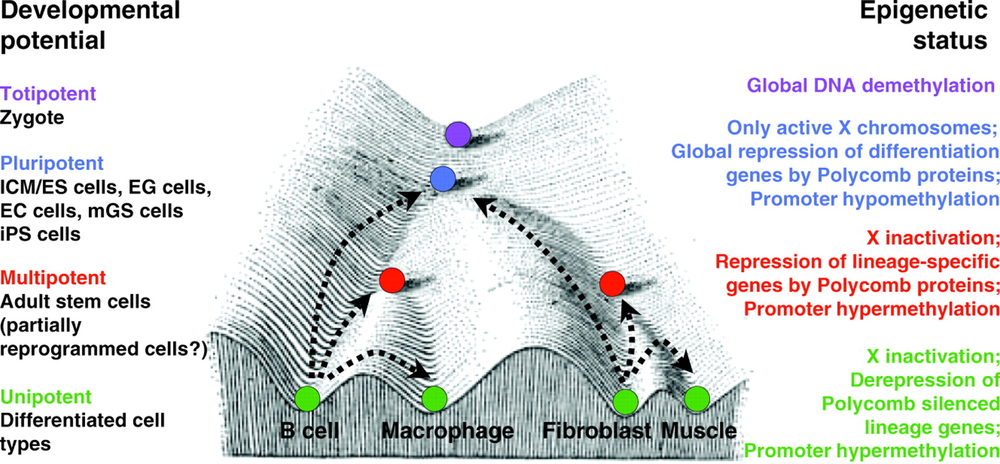 Developmental
potential
Totipotent
Zygote
Pluripotent
ICM/ES cells, EG cells,
EC cells, mGS cells
iPS cells
Multipotent
Adult stem cells
(partially
reprogrammed cells?)
Unipotent
Differentiated cell
types
B cell
Macrophage
Fibroblast
Muscle
Epigenetic
status
Global DNA demethylation
Only active X chromosomes;
Global repression of differentiation
genes by Polycomb proteins;
Promoter hypomethylation
X inactivation;
Repression of lineage-specific
genes by Polycomb proteins;
Promoter hypermethylation
X inactivation;
Derepression of
Polycomb silenced
lineage genes;
Promoter hypermethylation